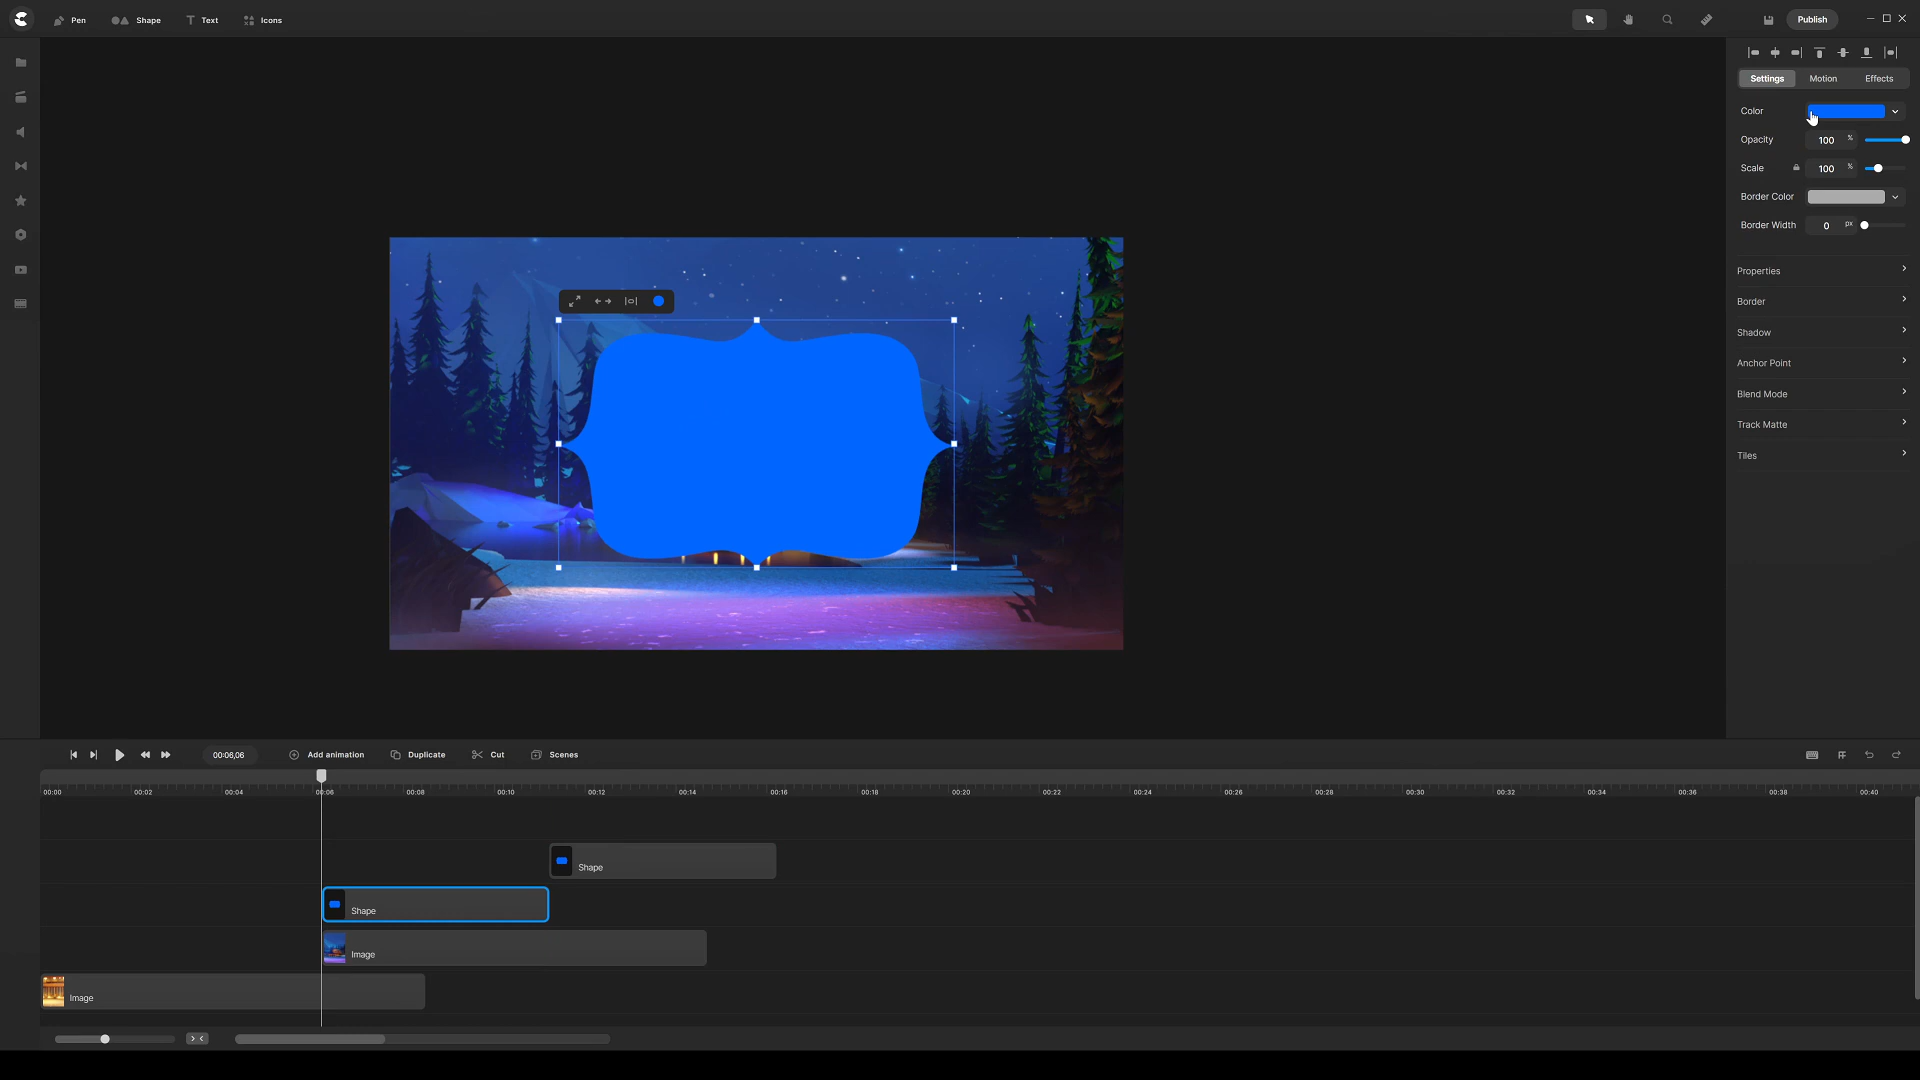 Pen Shape Text Icons Publish
Settings Motion Effects
Color
Opacity 100 %
Scale 100 %
Border Color
Border Width 0 px
Properties
Border
Shadow
Anchor Point
Blend Mode
Track Matte
Tiles
00:06,06 Add animation Duplicate Cut Scenes
00:00 00:02 00:04 00:06 00:08 00:10 00:12 00:14 00:16 00:18 00:20 00:22 00:24 00:26 00:28 00:30 00:32 00:34 00:36 00:38 00:40
Shape
Shape
Image
Image